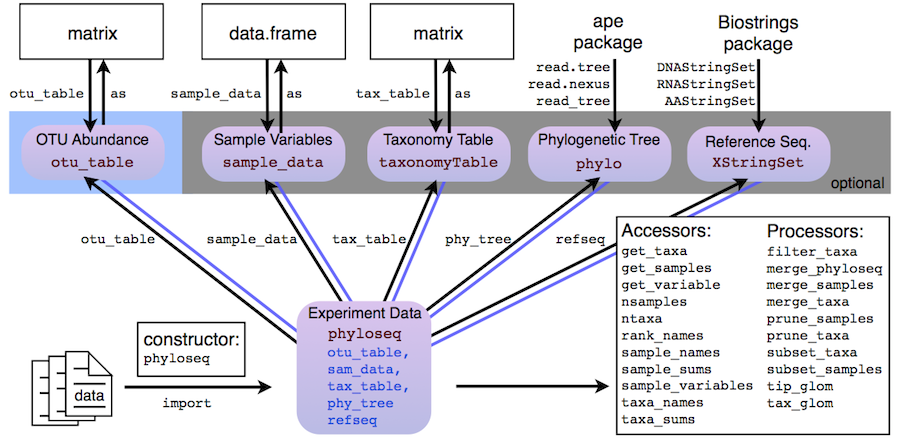 matrix
data.frame
matrix
ape
package
Biostrings
package
read.tree
read.nexus
read_tree
DNAStringSet
RNAStringSet
AAStringSet
otu_table
as
sample_data
as
tax_table
as
OTU Abundance
otu_table
Sample Variables
sample_data
Taxonomy Table
taxonomyTable
Phylogenetic Tree
phylo
Reference Seq.
XStringSet
optional
otu_table
sample_data
tax_table
phy_tree
refseq
Accessors:
get_taxa
get_samples
get_variable
nsamples
ntaxa
rank_names
sample_names
sample_sums
sample_variables
taxa_names
taxa_sums
Processors:
filter_taxa
merge_phyloseq
merge_samples
merge_taxa
prune_samples
prune_taxa
subset_taxa
subset_samples
tip_glom
tax_glom
Experiment Data
phyloseq
otu_table,
sam_data,
tax_table,
phy_tree
refseq
constructor:
phyloseq
import
data